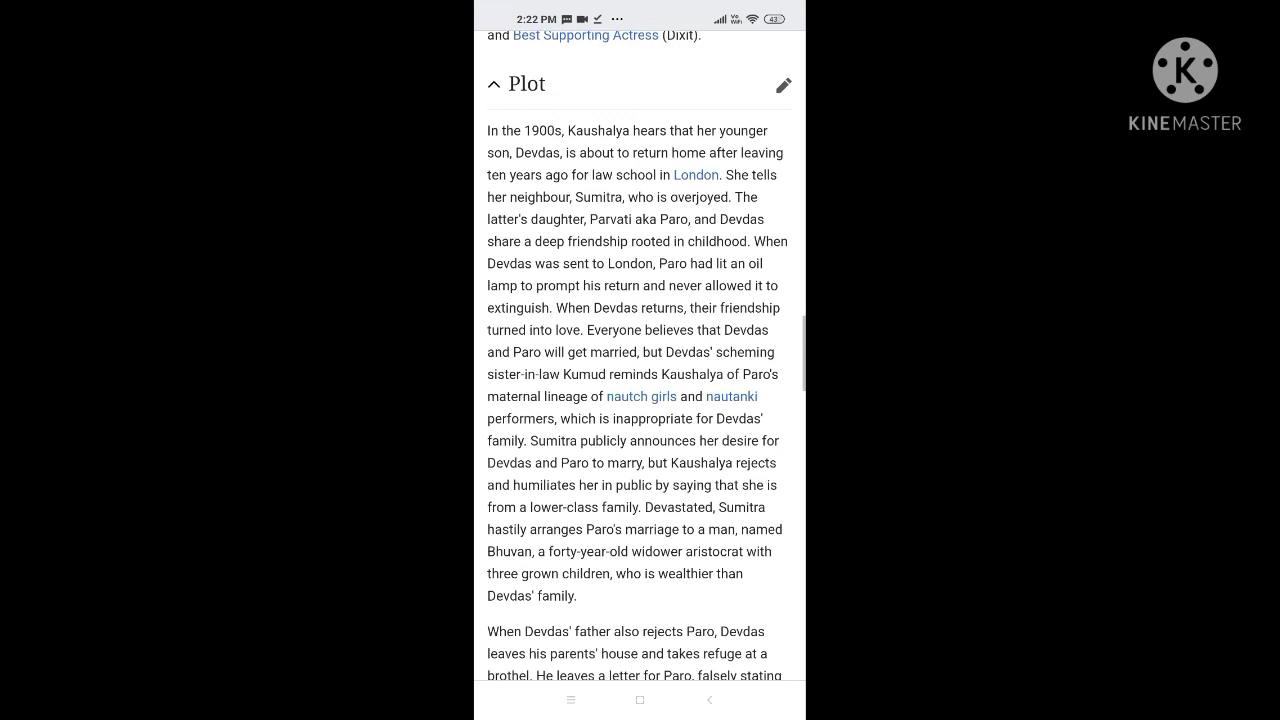 2:22 PM
Vo
WiFi
43
and Best Supporting Actress (Dixit).
Plot
In the 1900s, Kaushalya hears that her younger
son, Devdas, is about to return home after leaving
ten years ago for law school in London. She tells
her neighbour, Sumitra, who is overjoyed. The
latter's daughter, Parvati aka Paro, and Devdas
share a deep friendship rooted in childhood. When
Devdas was sent to London, Paro had lit an oil
lamp to prompt his return and never allowed it to
extinguish. When Devdas returns, their friendship
turned into love. Everyone believes that Devdas
and Paro will get married, but Devdas' scheming
sister-in-law Kumud reminds Kaushalya of Paro's
maternal lineage of nautch girls and nautanki
performers, which is inappropriate for Devdas'
family. Sumitra publicly announces her desire for
Devdas and Paro to marry, but Kaushalya rejects
and humiliates her in public by saying that she is
from a lower-class family. Devastated, Sumitra
hastily arranges Paro's marriage to a man, named
Bhuvan, a forty-year-old widower aristocrat with
three grown children, who is wealthier than
Devdas' family.
When Devdas' father also rejects Paro, Devdas
leaves his parents' house and takes refuge at a
brothel. He leaves a letter for Paro, falsely stating
K
KINEMASTER